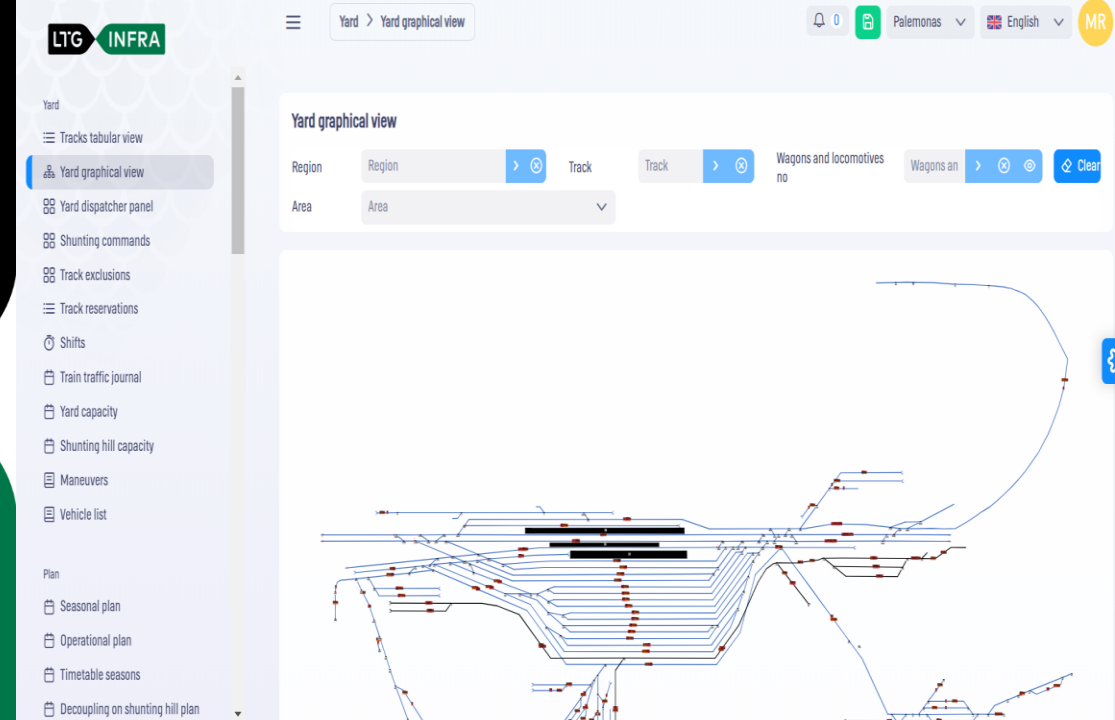 LTG INFRA
Yard > Yard graphical view
0
Palemonas
English
MR
Yard
Tracks tabular view
Yard graphical view
Yard dispatcher panel
Shunting commands
Track exclusions
Track reservations
Shifts
Train traffic journal
Yard capacity
Shunting hill capacity
Maneuvers
Vehicle list
Plan
Seasonal plan
Operational plan
Timetable seasons
Decoupling on shunting hill plan
Yard graphical view
Region
Region
Track
Track
Wagons and locomotives
no
Wagons an
Clear
Area
Area